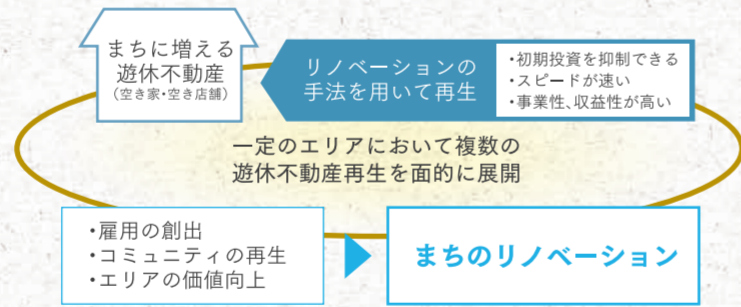 まちに増える
遊休不動産
(空き家・空き店舗)
リノベーションの
手法を用いて再生
・初期投資を抑制できる
・スピードが速い
・事業性、収益性が高い
一定のエリアにおいて複数の
遊休不動産再生を面的に展開
・雇用の創出
・コミュニティの再生
・エリアの価値向上
まちのリノベーション